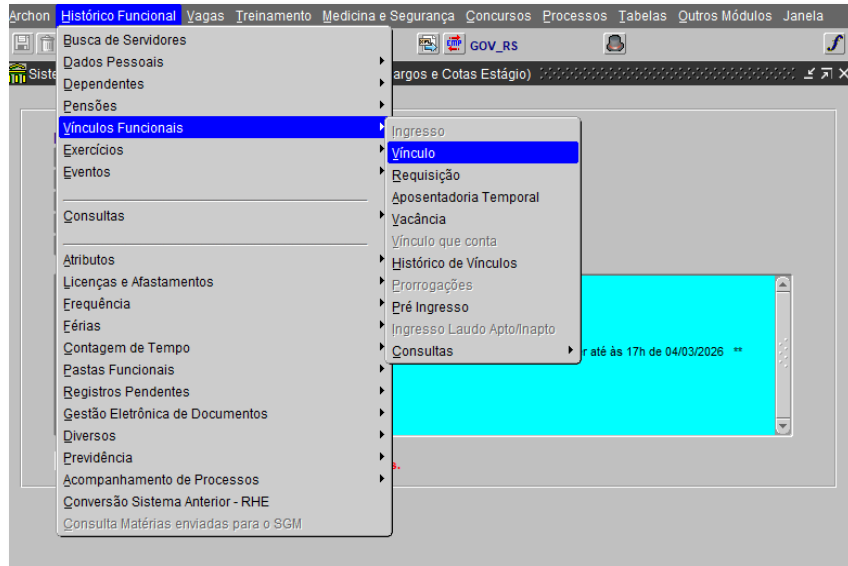 Archon Histórico Funcional Vagas Treinamento Medicina e Segurança Concursos Processos Tabelas Outros Módulos Janela
GOV_RS
Siste
argos e Cotas Estágio)
Busca de Servidores
Dados Pessoais
Dependentes
Pensões
Vínculos Funcionais
Exercícios
Eventos
Consultas
Atributos
Licenças e Afastamentos
Frequência
Férias
Contagem de Tempo
Pastas Funcionais
Registros Pendentes
Gestão Eletrônica de Documentos
Diversos
Previdência
Acompanhamento de Processos
Conversão Sistema Anterior - RHE
Consulta Matérias enviadas para o SGM
Ingresso
Vínculo
Requisição
Aposentadoria Temporal
Vacância
Vínculo que conta
Histórico de Vínculos
Prorrogações
Pré Ingresso
Ingresso Laudo Apto/Inapto
Consultas
r até às 17h de 04/03/2026 **
s.